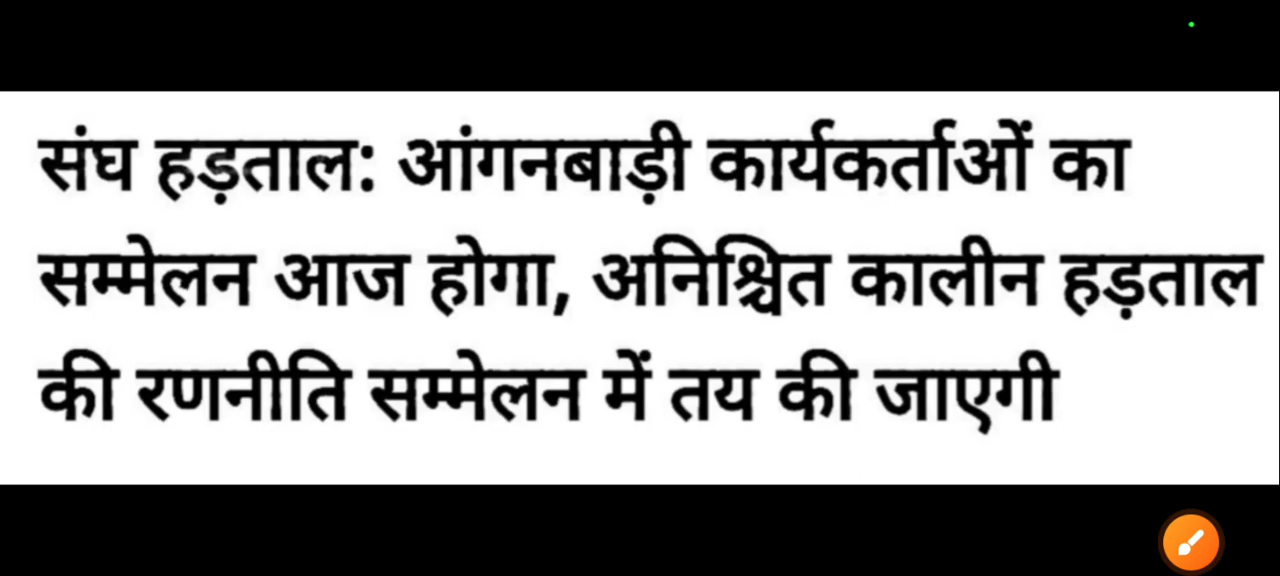 संघ हड़ताल: आंगनबाड़ी कार्यकर्ताओं का
सम्मेलन आज होगा, अनिश्चित कालीन हड़ताल
की रणनीति सम्मेलन में तय की जाएगी